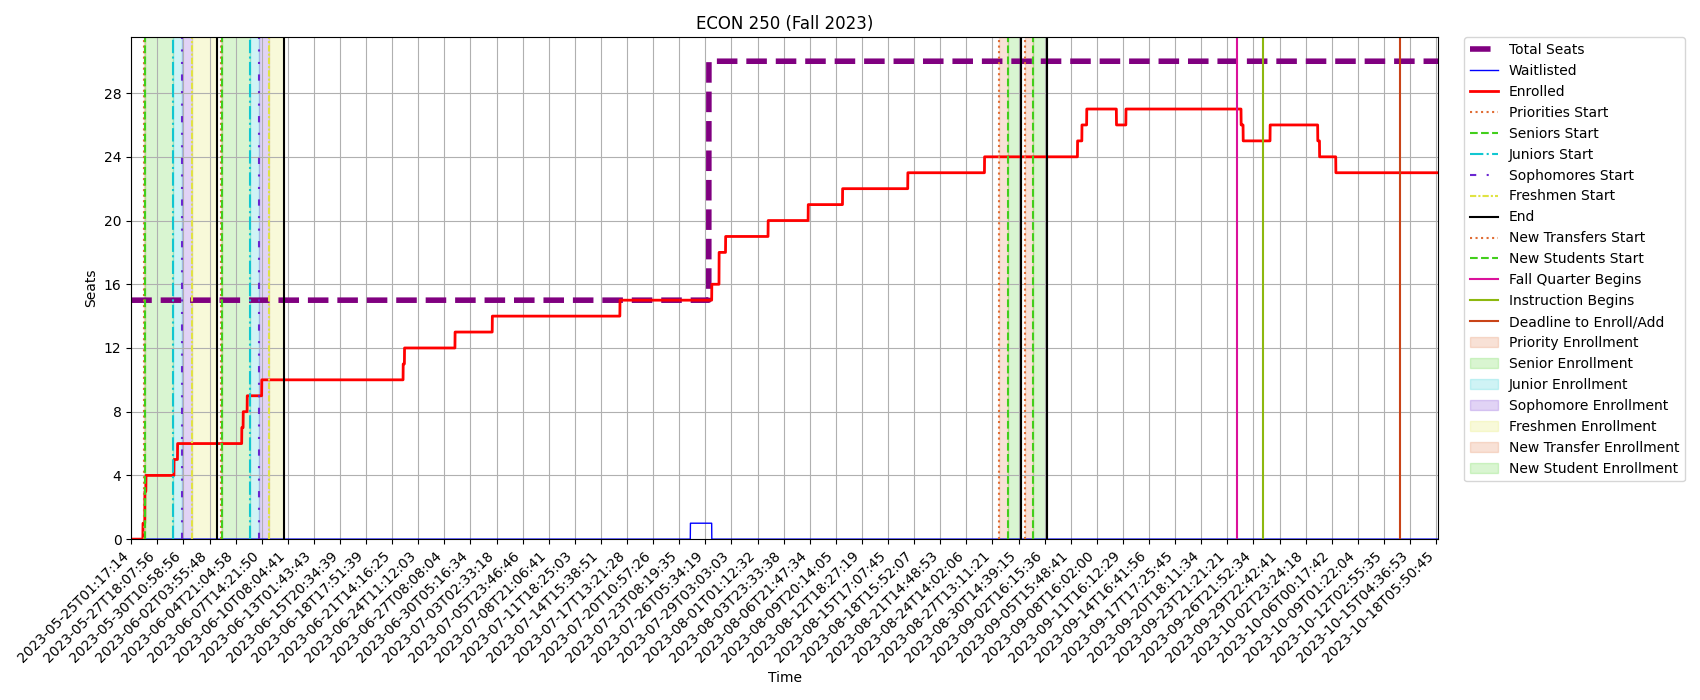 ECON 250 (Fall 2023)
Seats
28
24
20
16
12
8
4
0
2023-05-25T01:17:14
2023-05-27T18:07:56
2023-05-30T10:58:56
2023-06-02T03:55:48
2023-06-04T21:04:58
2023-06-07T14:21:50
2023-06-10T08:04:41
2023-06-13T01:43:43
2023-06-15T20:34:39
2023-06-18T17:51:39
2023-06-21T14:16:25
2023-06-24T11:12:03
2023-06-27T08:08:04
2023-06-30T05:16:34
2023-07-03T02:33:18
2023-07-05T23:46:46
2023-07-08T21:06:41
2023-07-11T18:25:03
2023-07-14T15:38:51
2023-07-17T13:21:28
2023-07-20T10:57:26
2023-07-23T08:19:35
2023-07-26T05:34:19
2023-07-29T03:03:03
2023-08-01T01:12:32
2023-08-03T23:33:38
2023-08-06T21:47:34
2023-08-09T20:14:05
2023-08-12T18:27:19
2023-08-15T17:07:45
2023-08-18T15:52:07
2023-08-21T14:48:53
2023-08-24T14:02:06
2023-08-27T13:11:21
2023-08-30T14:39:15
2023-09-02T16:15:36
2023-09-05T15:48:41
2023-09-08T16:02:00
2023-09-11T16:12:29
2023-09-14T16:41:56
2023-09-17T17:25:45
2023-09-20T18:11:34
2023-09-23T21:21:21
2023-09-26T21:52:34
2023-09-29T22:42:41
2023-10-02T23:24:18
2023-10-06T00:17:42
2023-10-09T01:22:04
2023-10-12T02:55:35
2023-10-15T04:36:53
2023-10-18T05:50:45
Time
Total Seats
Waitlisted
Enrolled
Priorities Start
Seniors Start
Juniors Start
Sophomores Start
Freshmen Start
End
New Transfers Start
New Students Start
Fall Quarter Begins
Instruction Begins
Deadline to Enroll/Add
Priority Enrollment
Senior Enrollment
Junior Enrollment
Sophomore Enrollment
Freshmen Enrollment
New Transfer Enrollment
New Student Enrollment